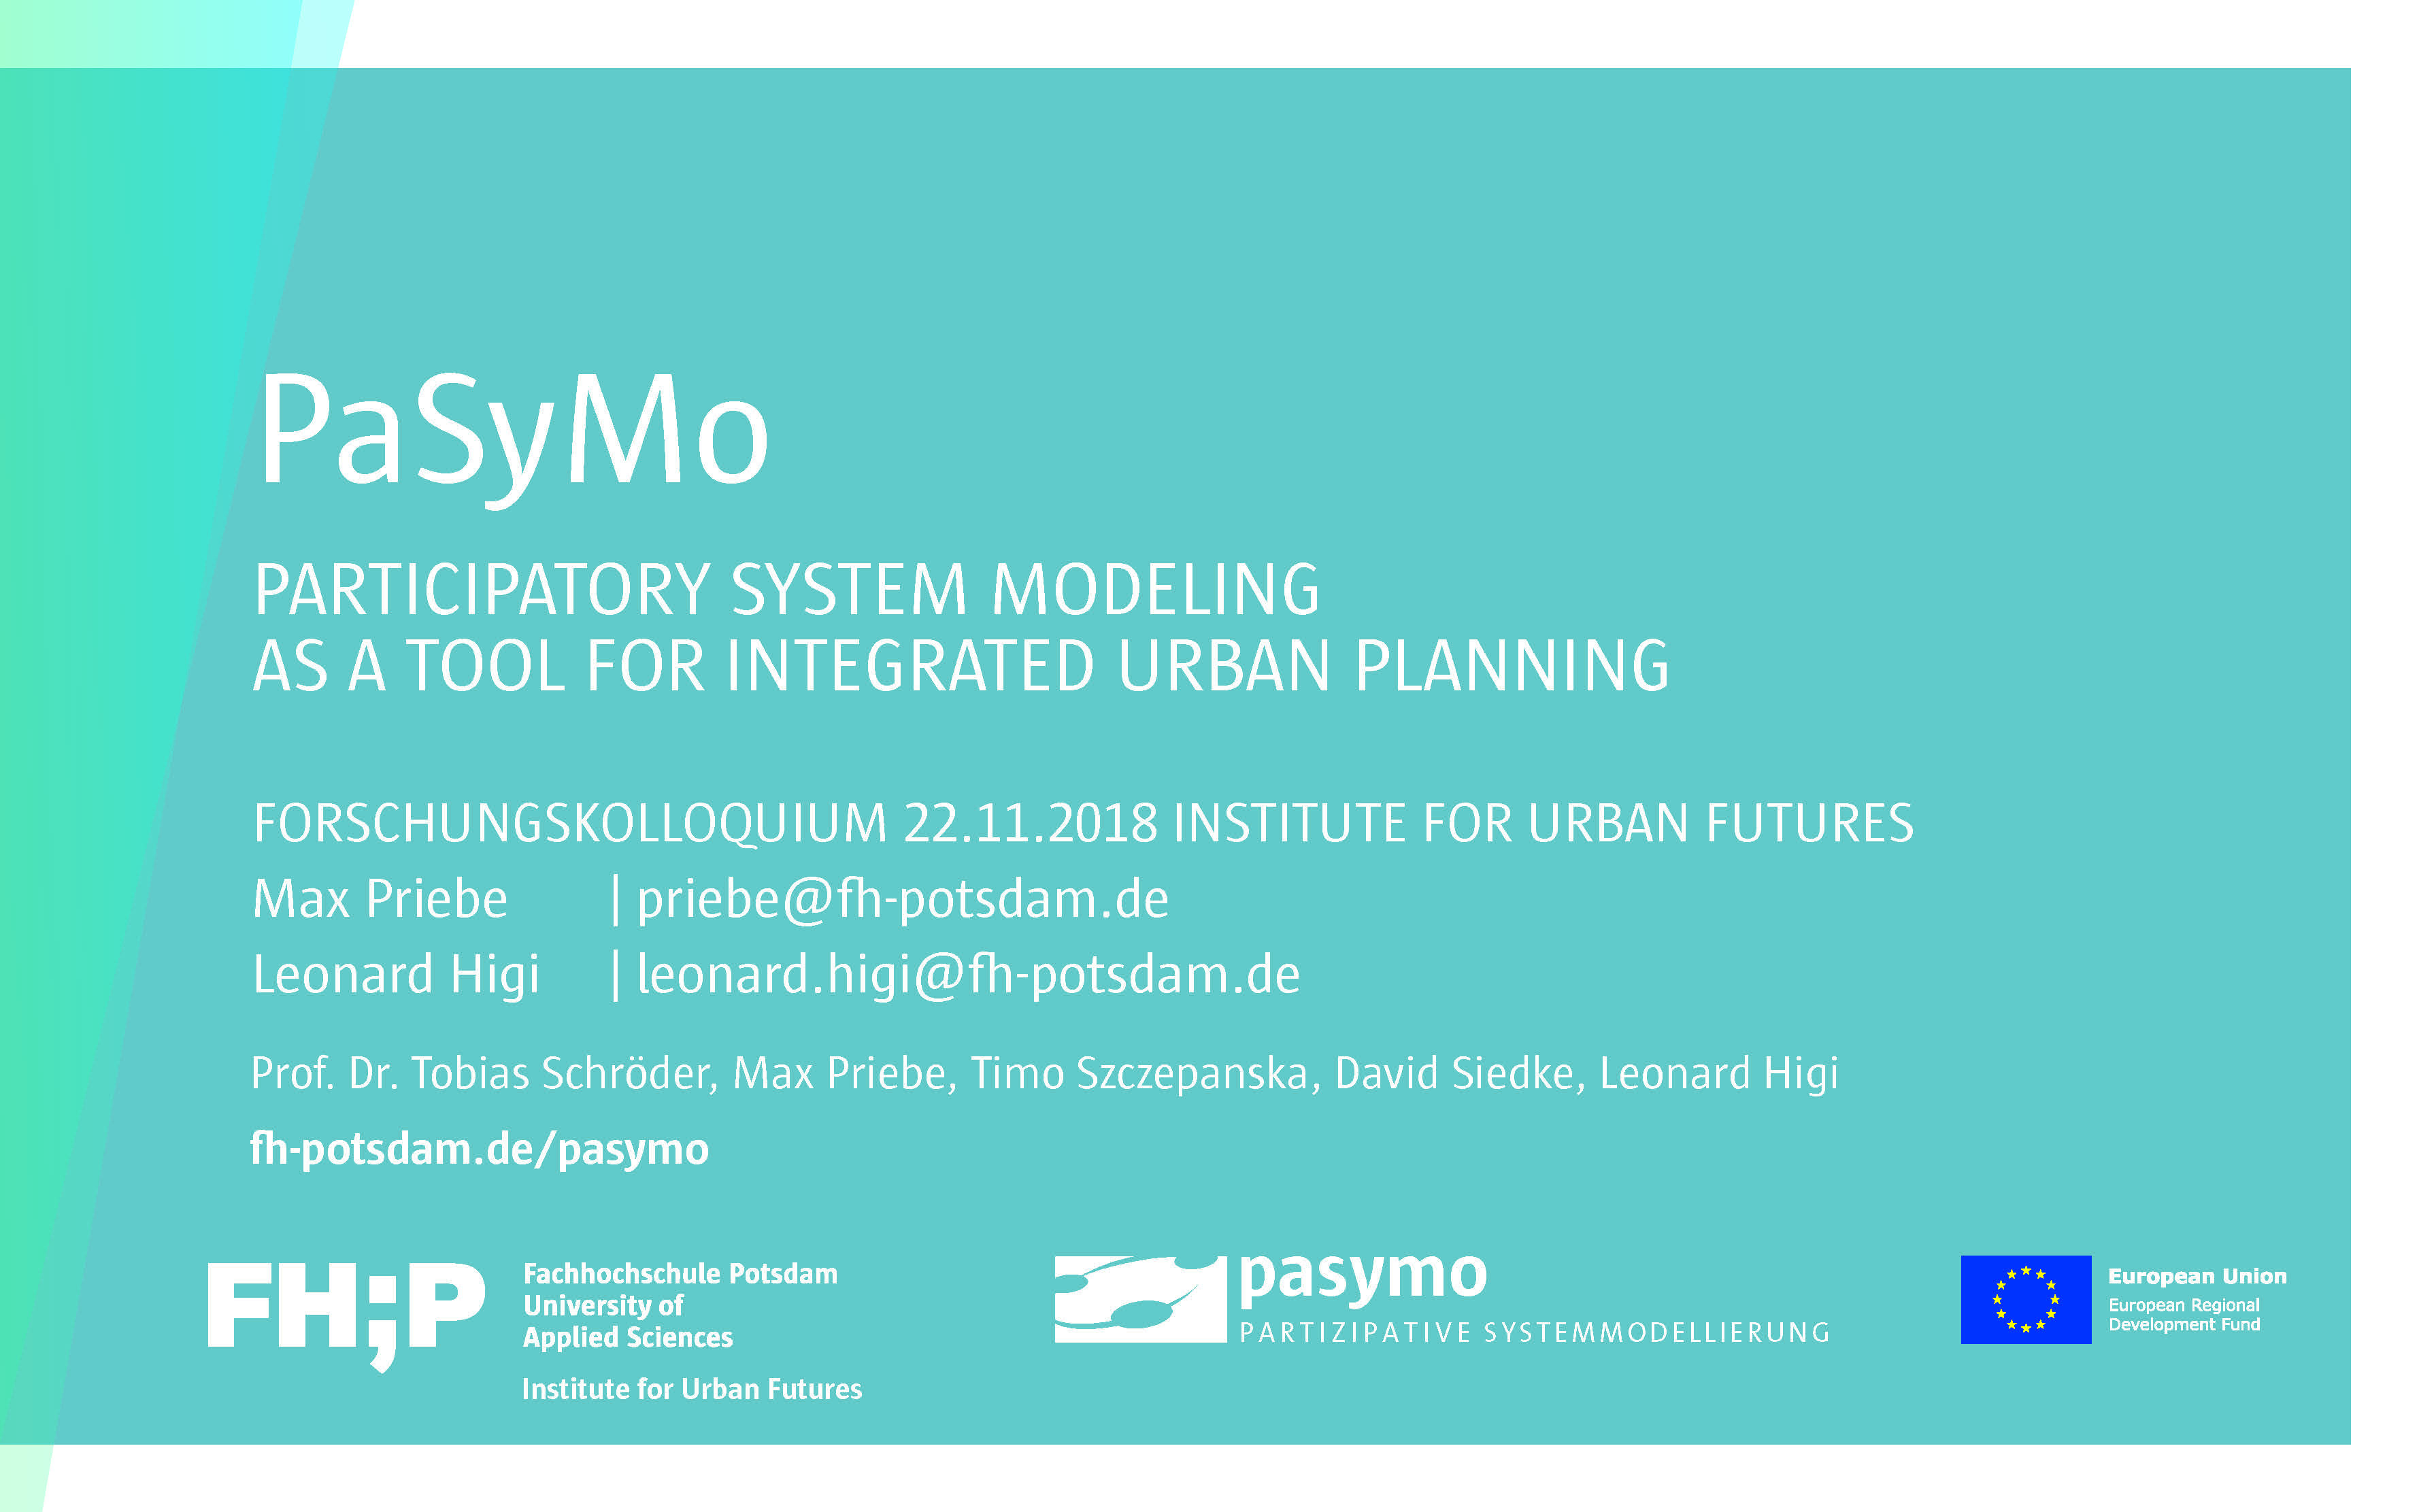 PaSyMo
PARTICIPATORY SYSTEM MODELING
AS A TOOL FOR INTEGRATED URBAN PLANNING
FORSCHUNGSKOLLOQUIUM 22.11.2018 INSTITUTE FOR URBAN FUTURES
Max Priebe | priebe@fh-potsdam.de
Leonard Higi | leonard.higi@fh-potsdam.de
Prof. Dr. Tobias Schröder, Max Priebe, Timo Szczepanska, David Siedke, Leonard Higi
fh-potsdam.de/pasymo
FH;P
Fachhochschule Potsdam
University of
Applied Sciences
Institute for Urban Futures
pasymo
PARTIZIPATIVE SYSTEMMODELLIERUNG
European Union
European Regional
Development Fund